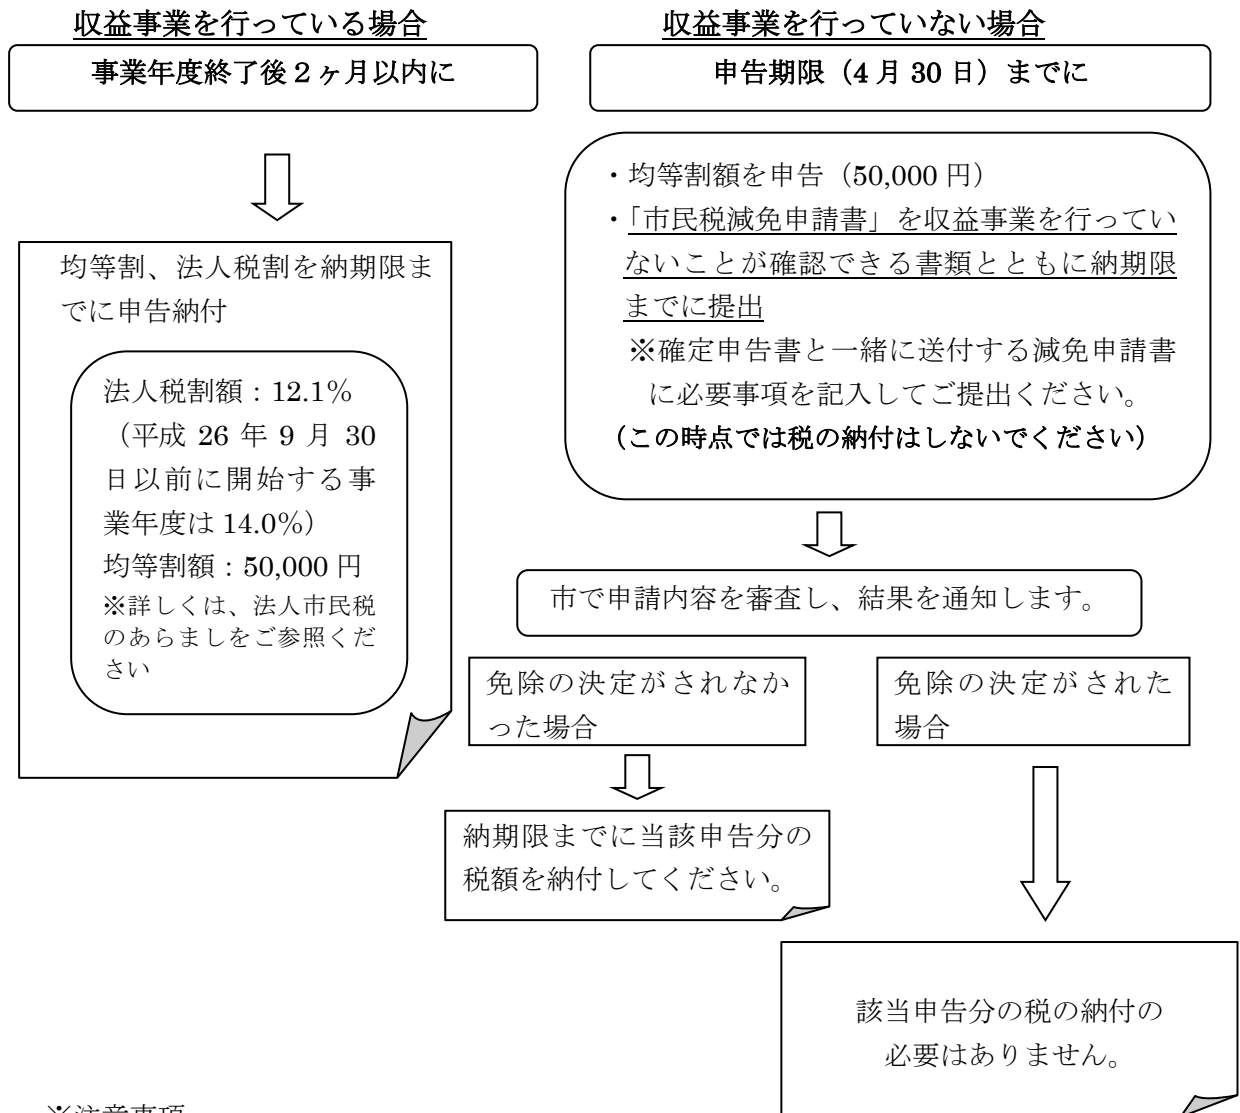 収益事業を行っている場合
事業年度終了後２ヶ月以内に
均等割、法人税割を納期限ま
でに申告納付
法人税割額：12.1％
（平成 26 年 9 月 30
日以前に開始する事
業年度は 14.0％）
均等割額：50,000 円
※詳しくは、法人市民税
のあらましをご参照くだ
さい
収益事業を行っていない場合
申告期限（4 月 30 日）までに
・均等割額を申告（50,000 円）
・「市民税減免申請書」を収益事業を行ってい
ないことが確認できる書類とともに納期限
までに提出
※確定申告書と一緒に送付する減免申請書
に必要事項を記入してご提出ください。
（この時点では税の納付はしないでください）
市で申請内容を審査し、結果を通知します。
免除の決定がされなか
った場合
納期限までに当該申告分の
税額を納付してください。
免除の決定がされた
場合
該当申告分の税の納付の
必要はありません。
※注意事項